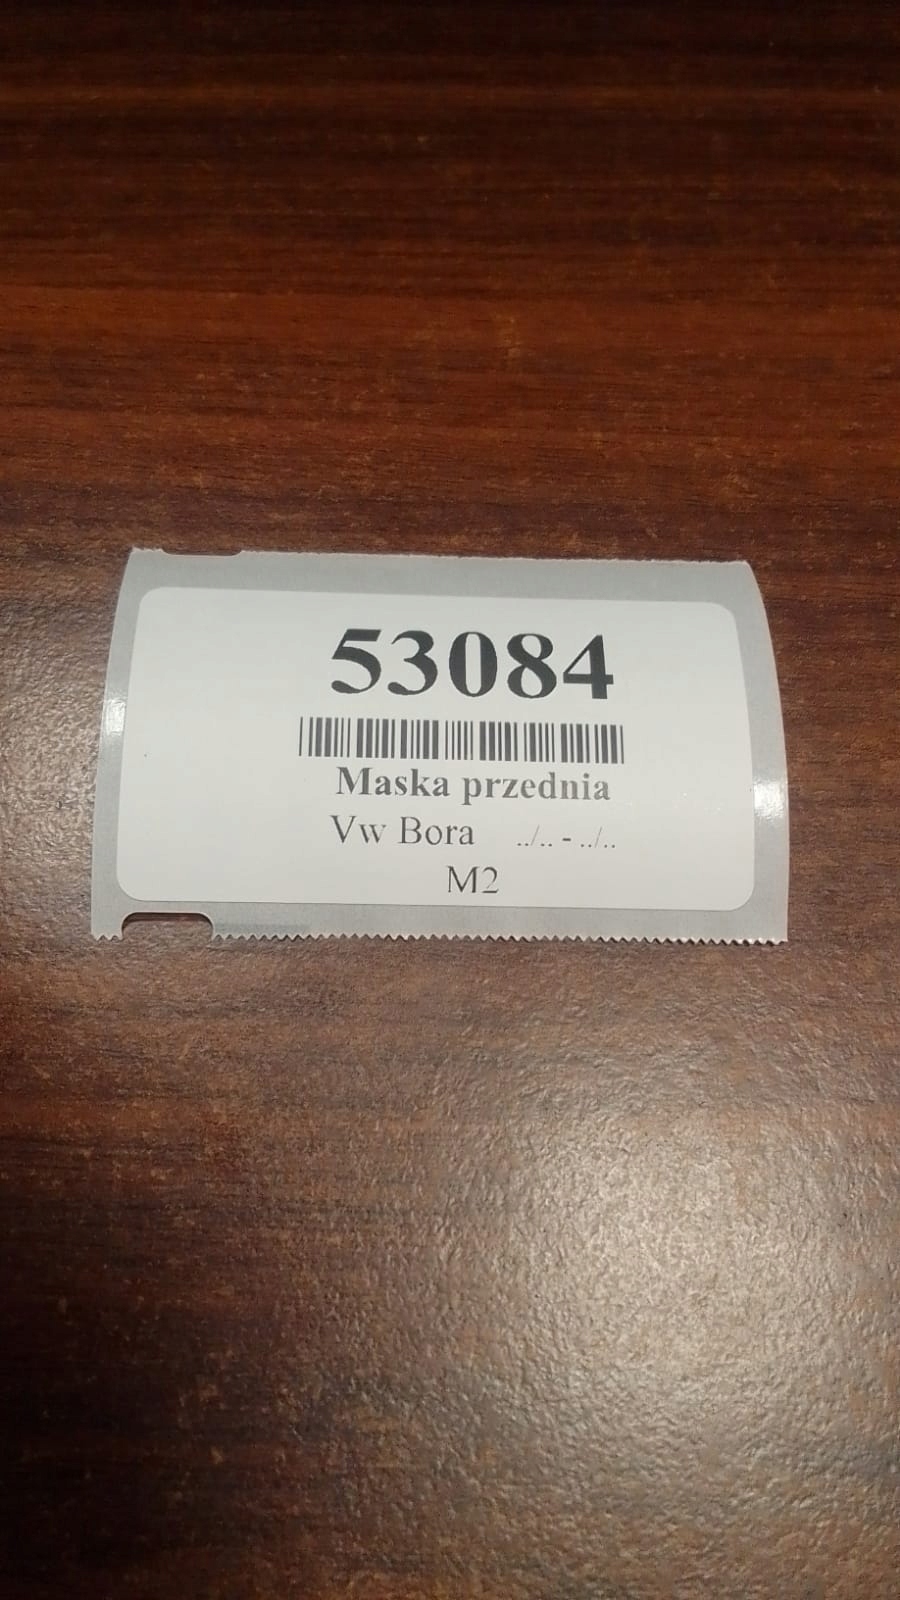 53084
Maska przednia
Vw Bora ../.. - ../..
M2